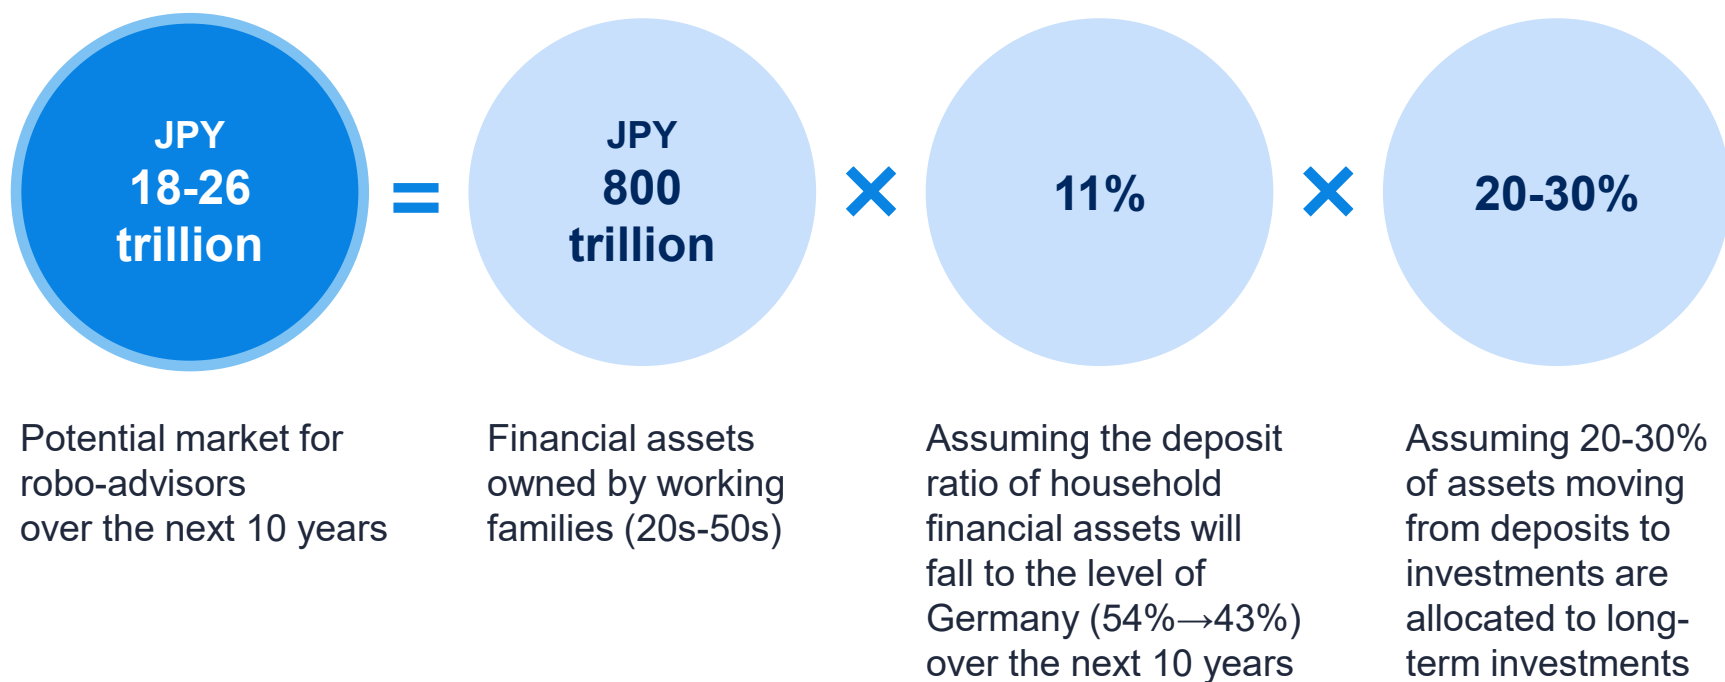 JPY
18-26
trillion
=
JPY
800
trillion
×
11%
×
20-30%
Potential market for
robo-advisors
over the next 10 years
Financial assets
owned by working
families (20s-50s)
Assuming the deposit
ratio of household
financial assets will
fall to the level of
Germany (54%→43%)
over the next 10 years
Assuming 20-30%
of assets moving
from deposits to
investments are
allocated to long-
term investments